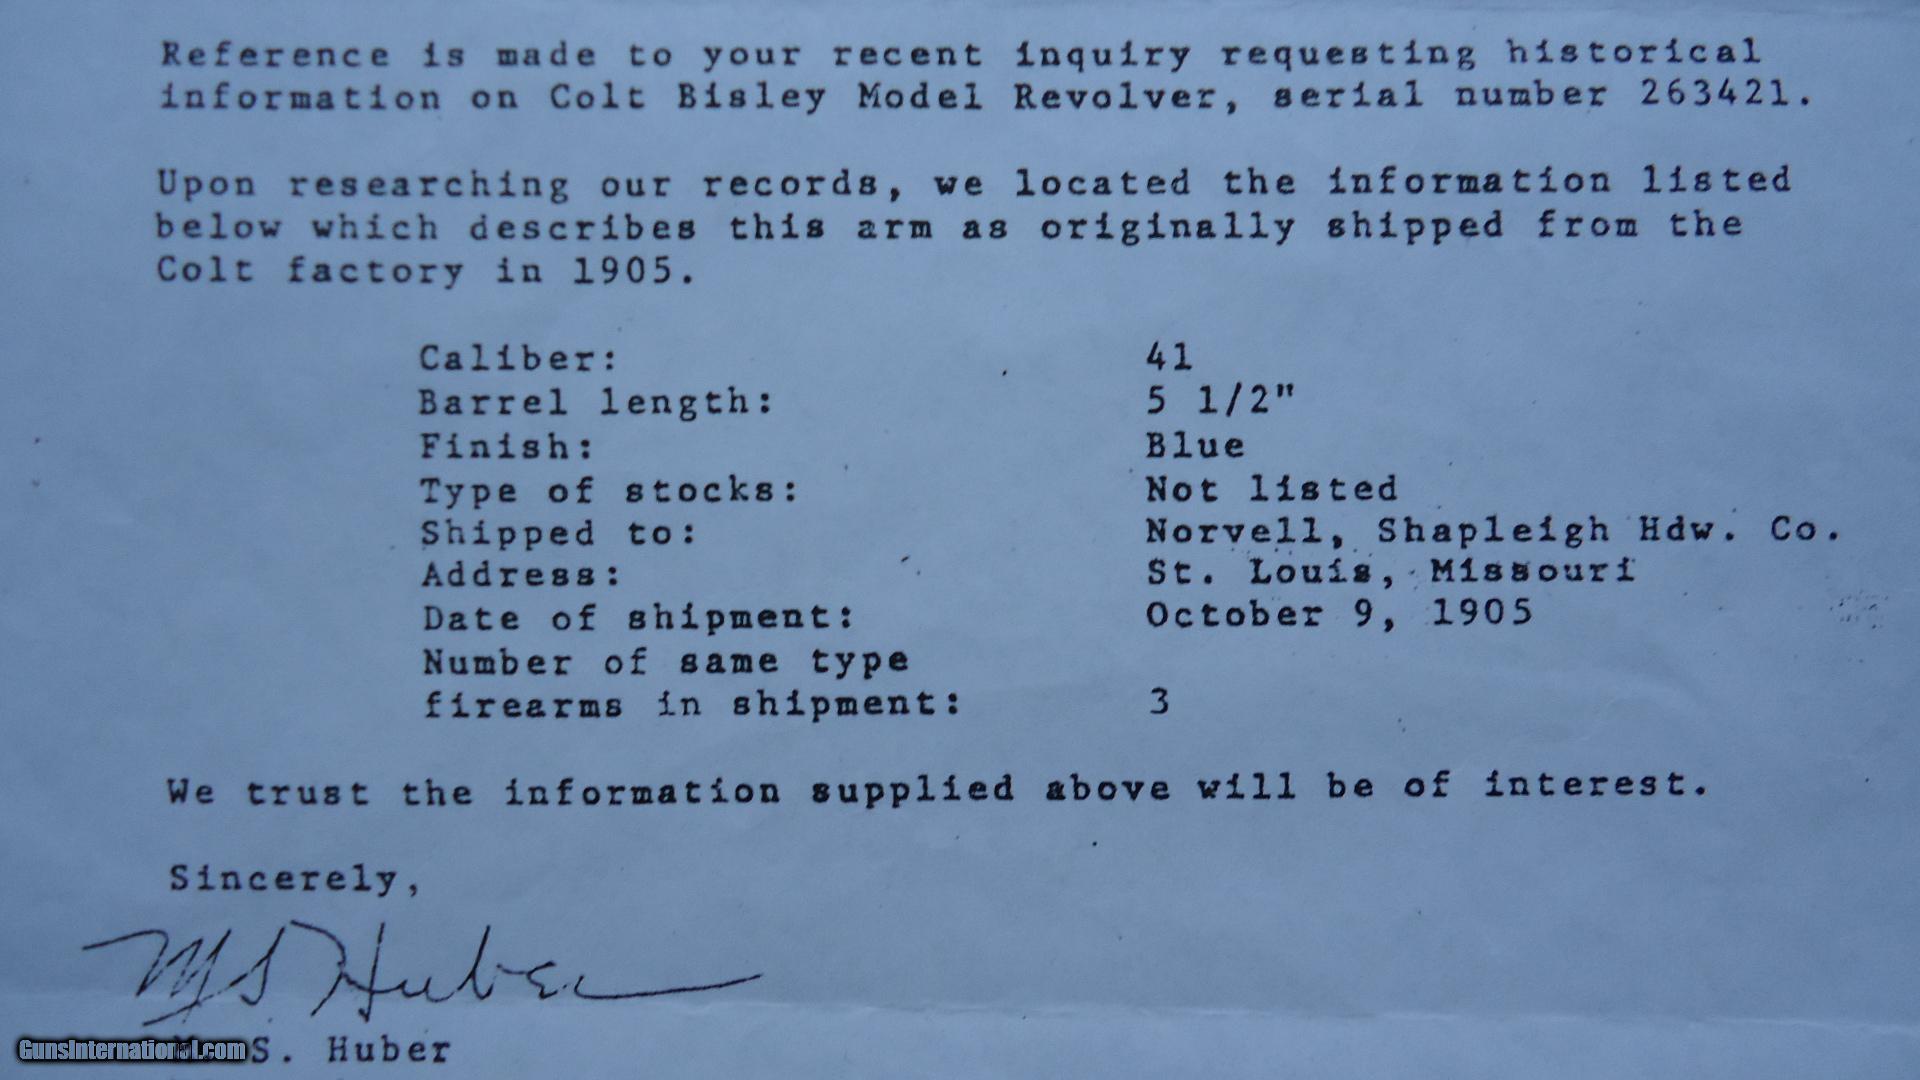 Reference is made to your recent inquiry requesting historical
information on Colt Bisley Model Revolver, serial number 263421.
Upon researching our records, we located the information listed
below which describes this arm as originally shipped from the
Colt factory in 1905.
Caliber: 41
Barrel length: 5 1/2"
Finish: Blue
Type of stocks: Not listed
Shipped to: Norvell, Shapleigh Hdw. Co.
Address: St. Louis, Missouri
Date of shipment: October 9, 1905
Number of same type
firearms in shipment: 3
We trust the information supplied above will be of interest.
Sincerely,
MS Huber
S. Huber
GunsInternational.com